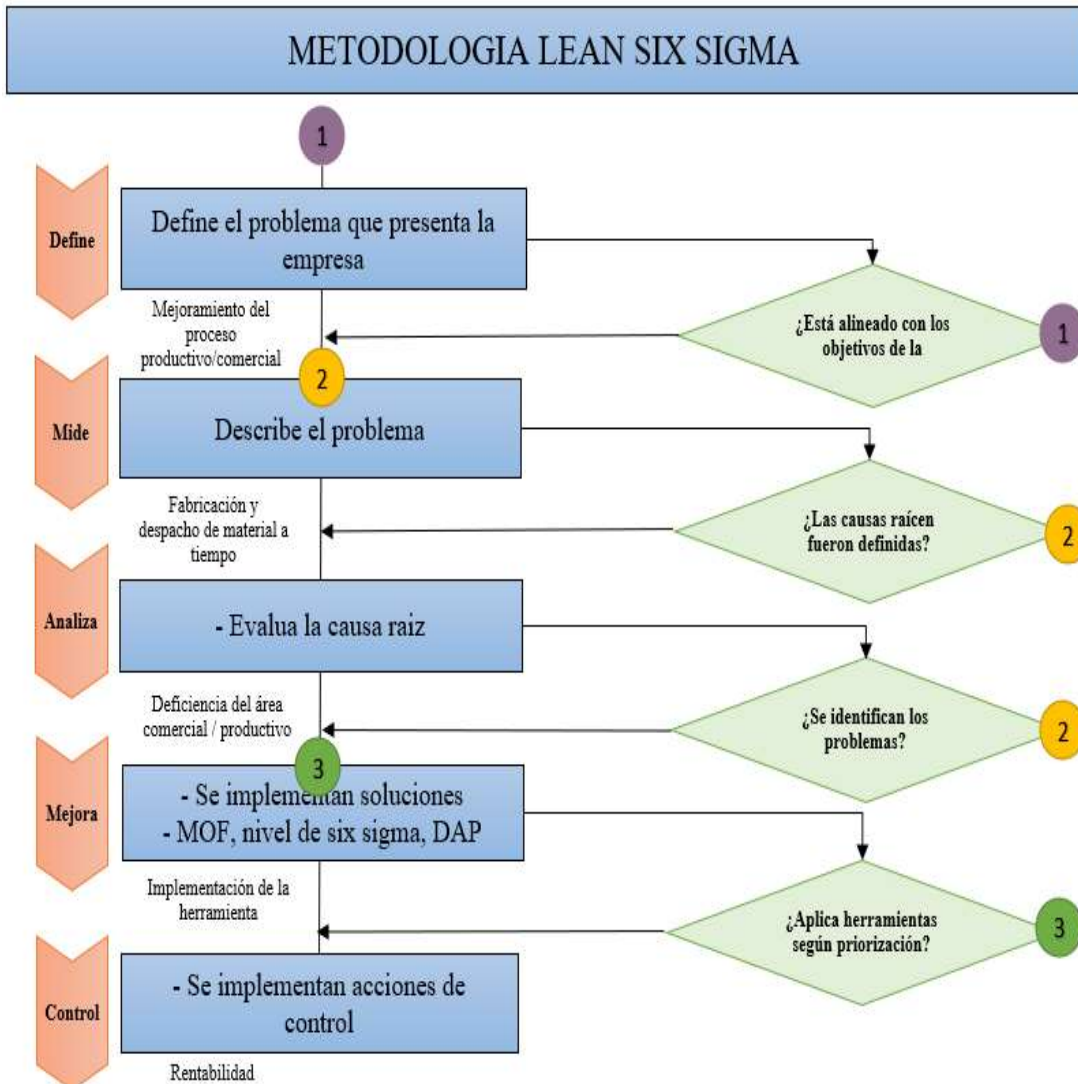 METODOLOGIA LEAN SIX SIGMA
1
Define
Define el problema que presenta la
empresa
Mejoramiento del
proceso
productivo/comercial
¿Está alineado con los
objetivos de la
1
2
Mide
Describe el problema
Fabricación y
despacho de material a
tiempo
¿Las causas raícen
fueron definidas?
2
Analiza
- Evalua la causa raiz
Deficiencia del área
comercial / productivo
¿Se identifican los
problemas?
2
3
Mejora
- Se implementan soluciones
- MOF, nivel de six sigma, DAP
Implementación de la
herramienta
¿Aplica herramientas
según priorización?
3
Control
- Se implementan acciones de
control
Rentabilidad